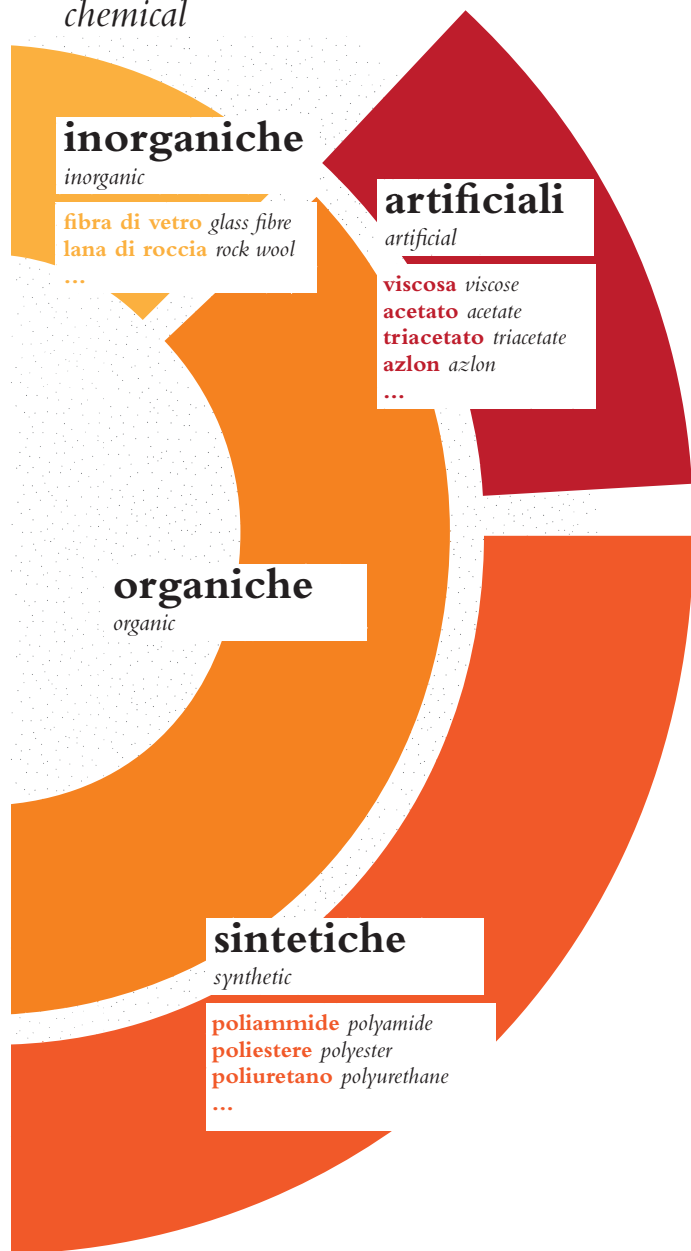 chemical
inorganiche
inorganic
fibra di vetro glass fibre
lana di roccia rock wool
...
artificiali
artificial
viscosa viscose
acetato acetate
triacetato triacetate
azlon azlon
...
organiche
organic
sintetiche
synthetic
poliammide polyamide
poliestere polyester
poliuretano polyurethane
...